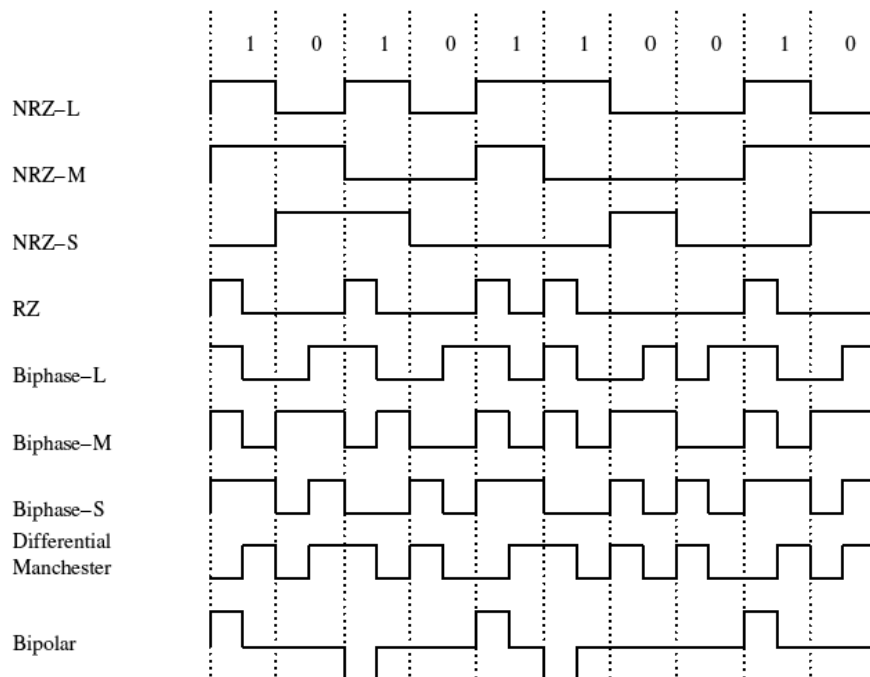 1 0 1 0 1 1 0 0 1 0
NRZ–L
NRZ–M
NRZ–S
RZ
Biphase–L
Biphase–M
Biphase–S
Differential
Manchester
Bipolar